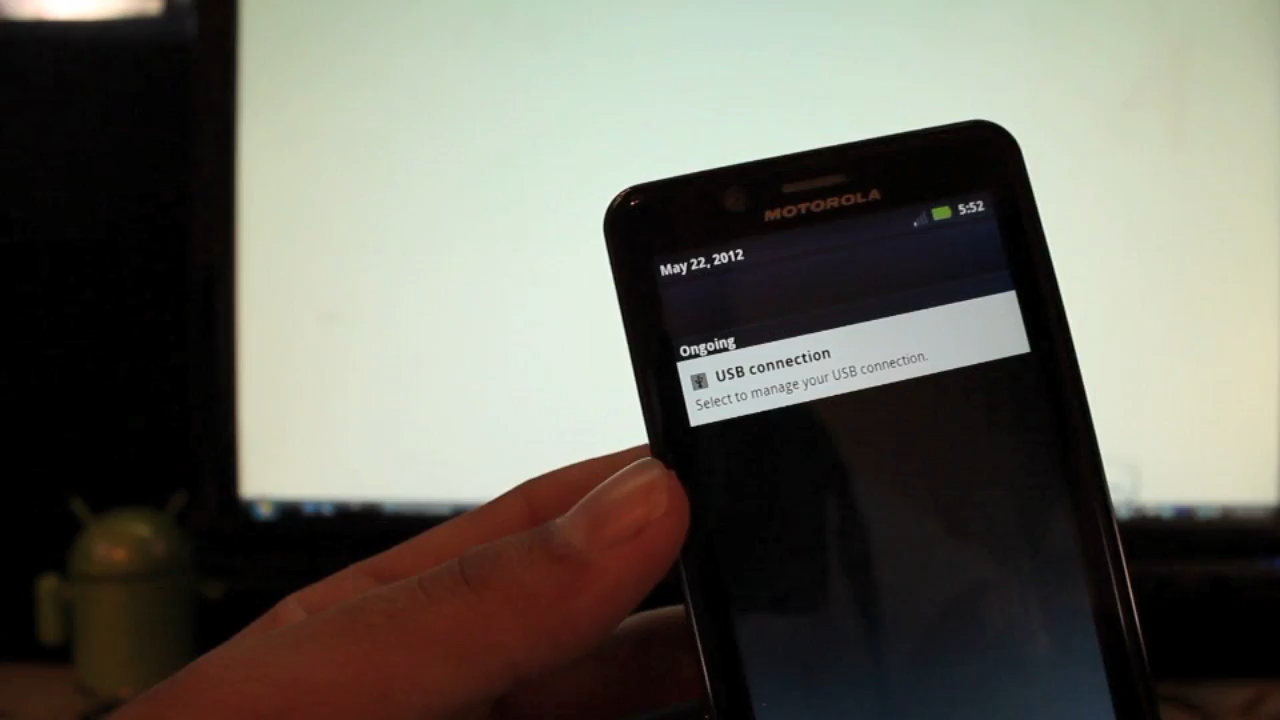 MOTOROLA
5:52
May 22, 2012
Ongoing
USB connection
Select to manage your USB connection.